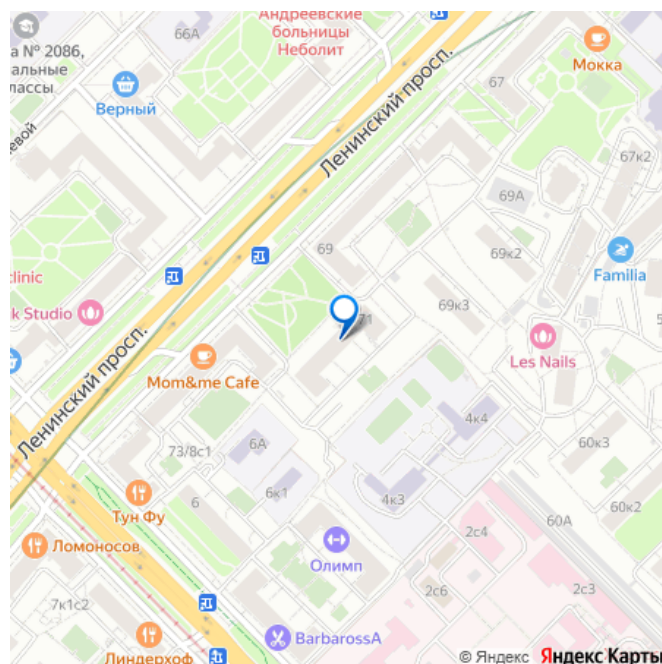 Андреевские
больницы
Неболит
66А
а № 2086,
иальные
лассы
Верный
Мокка
67
Ленинский просп.
евой
67к2
69А
69
69к2
Familia
clinic
k Studio
69к3
71
Les Nails
Mom&me Cafe
Ленинский просп.
4к4
73/8с1
6А
60к3
6к1
4к3
6
Тун Фу
60к2
60А
2с4
Ломоносов
Олимп
2с6
2с3
7к1с2
BarbarossA
Линдерхоф
© Яндекс Яндекс Карты